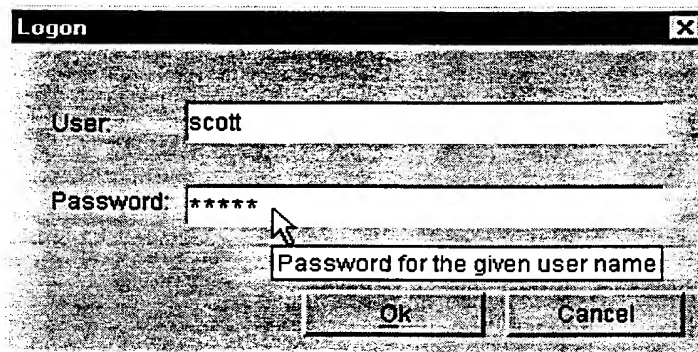 Logon
User: scott
Password: *****
Password for the given user name
Ok Cancel